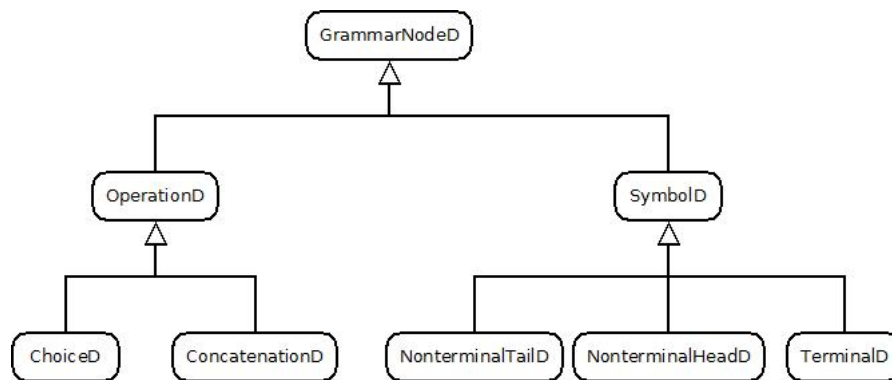 GrammarNodeD
OperationD
SymbolD
ChoiceD
ConcatenationD
NonterminalTailD
NonterminalHeadD
TerminalD